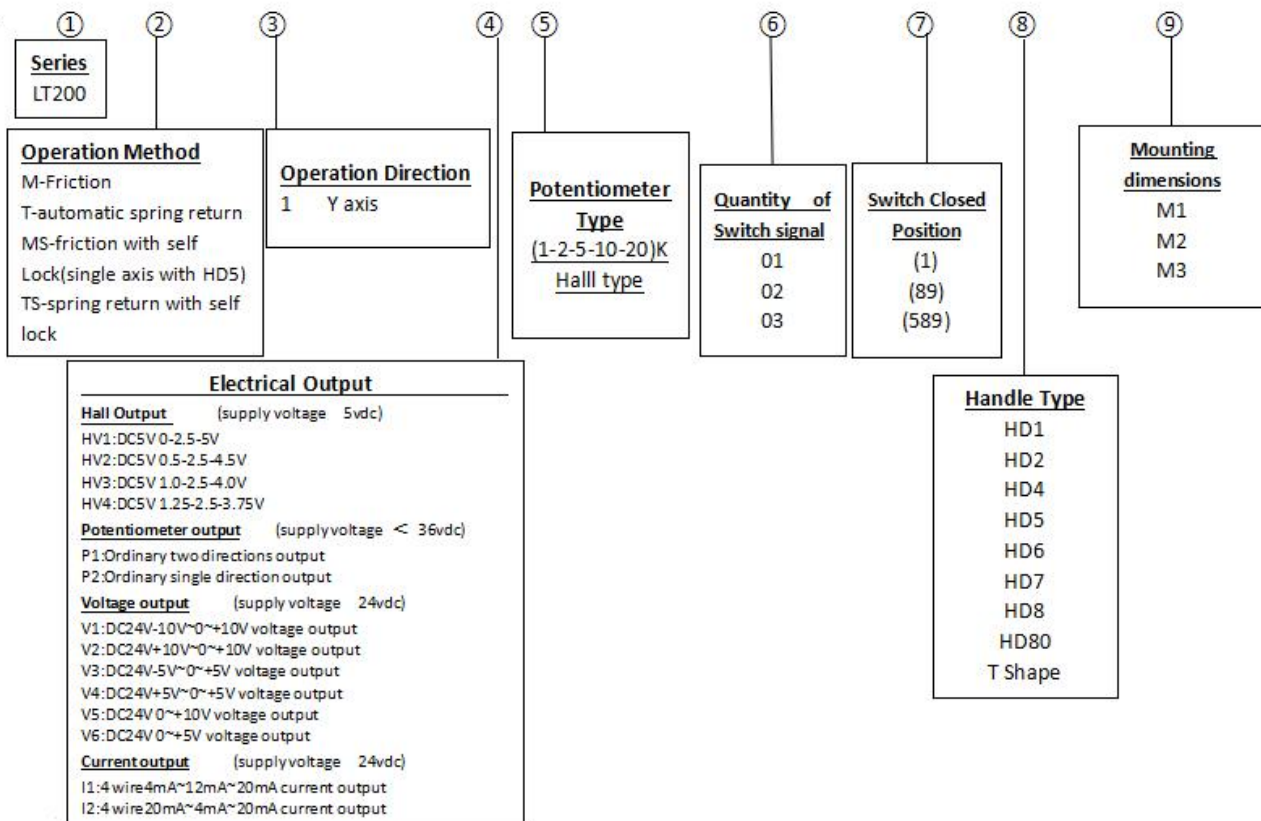 ① ② ③ ④ ⑤ ⑥ ⑦ ⑧ ⑨
Series
LT200
Operation Method
M-Friction
T-automatic spring return
MS-friction with self
Lock(single axis with HD5)
TS-spring return with self
lock
Operation Direction
1 Y axis
Potentiometer
Type
(1-2-5-10-20)K
Halll type
Quantity of
Switch signal
01
02
03
Switch Closed
Position
(1)
(89)
(589)
Mounting
dimensions
M1
M2
M3
Electrical Output
Hall Output (supply voltage 5vdc)
HV1:DC5V 0-2.5-5V
HV2:DC5V 0.5-2.5-4.5V
HV3:DC5V 1.0-2.5-4.0V
HV4:DC5V 1.25-2.5-3.75V
Potentiometer output (supply voltage < 36vdc)
P1:Ordinary two directions output
P2:Ordinary single direction output
Voltage output (supply voltage 24vdc)
V1:DC24V-10V~0~+10V voltage output
V2:DC24V+10V~0~+10V voltage output
V3:DC24V-5V~0~+5V voltage output
V4:DC24V+5V~0~+5V voltage output
V5:DC24V 0~+10V voltage output
V6:DC24V 0~+5V voltage output
Current output (supply voltage 24vdc)
I1:4 wire4mA~12mA~20mA current output
I2:4 wire20mA~4mA~20mA current output
Handle Type
HD1
HD2
HD4
HD5
HD6
HD7
HD8
HD80
T Shape